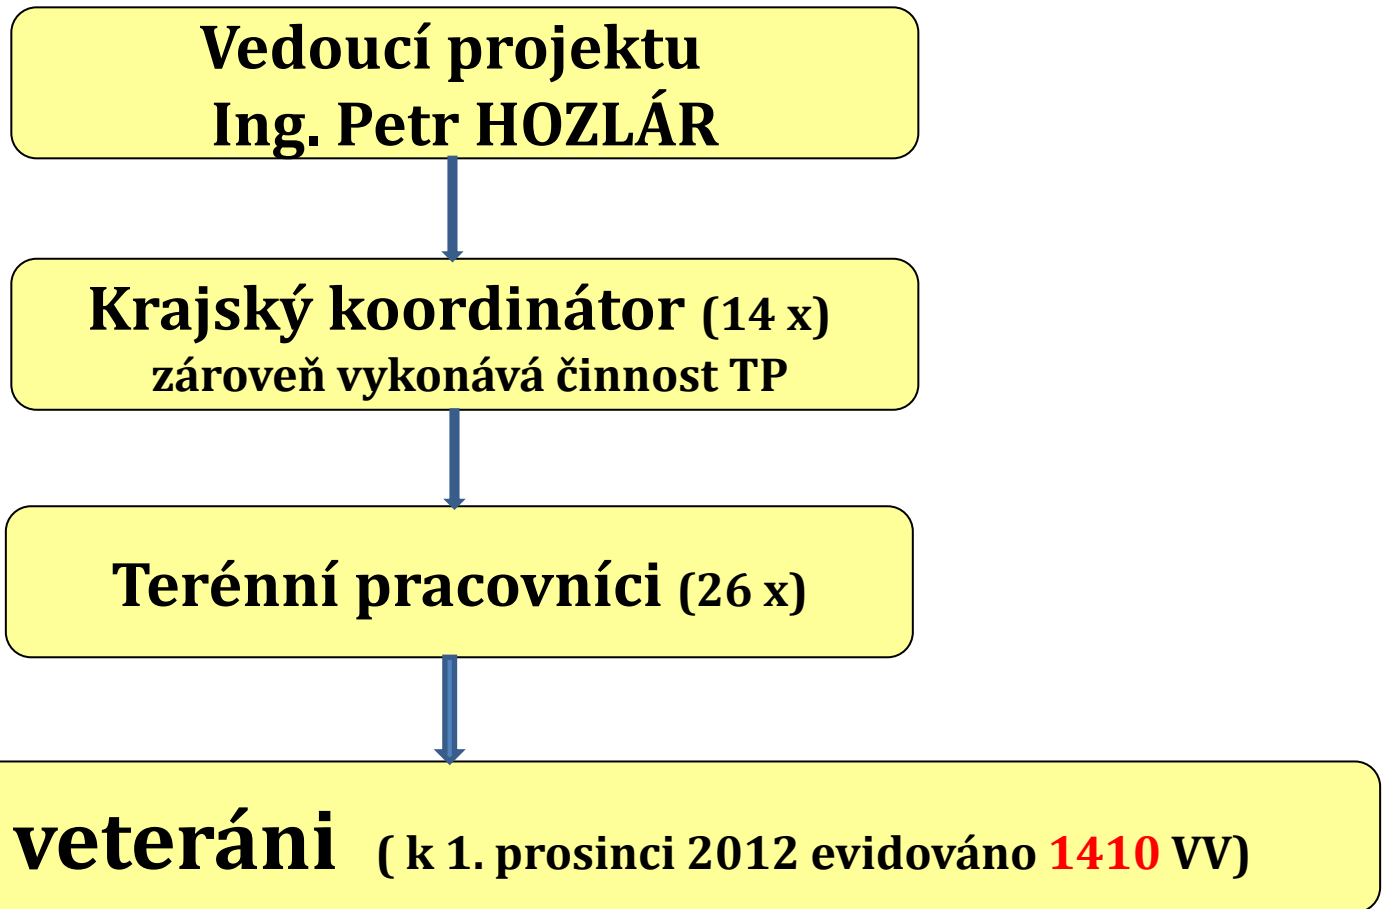 Vedoucí projektu
Ing. Petr HOZLÁR
Krajský koordinátor (14 x)
zároveň vykonává činnost TP
Terénní pracovníci (26 x)
veteráni ( k 1. prosinci 2012 evidováno 1410 VV)